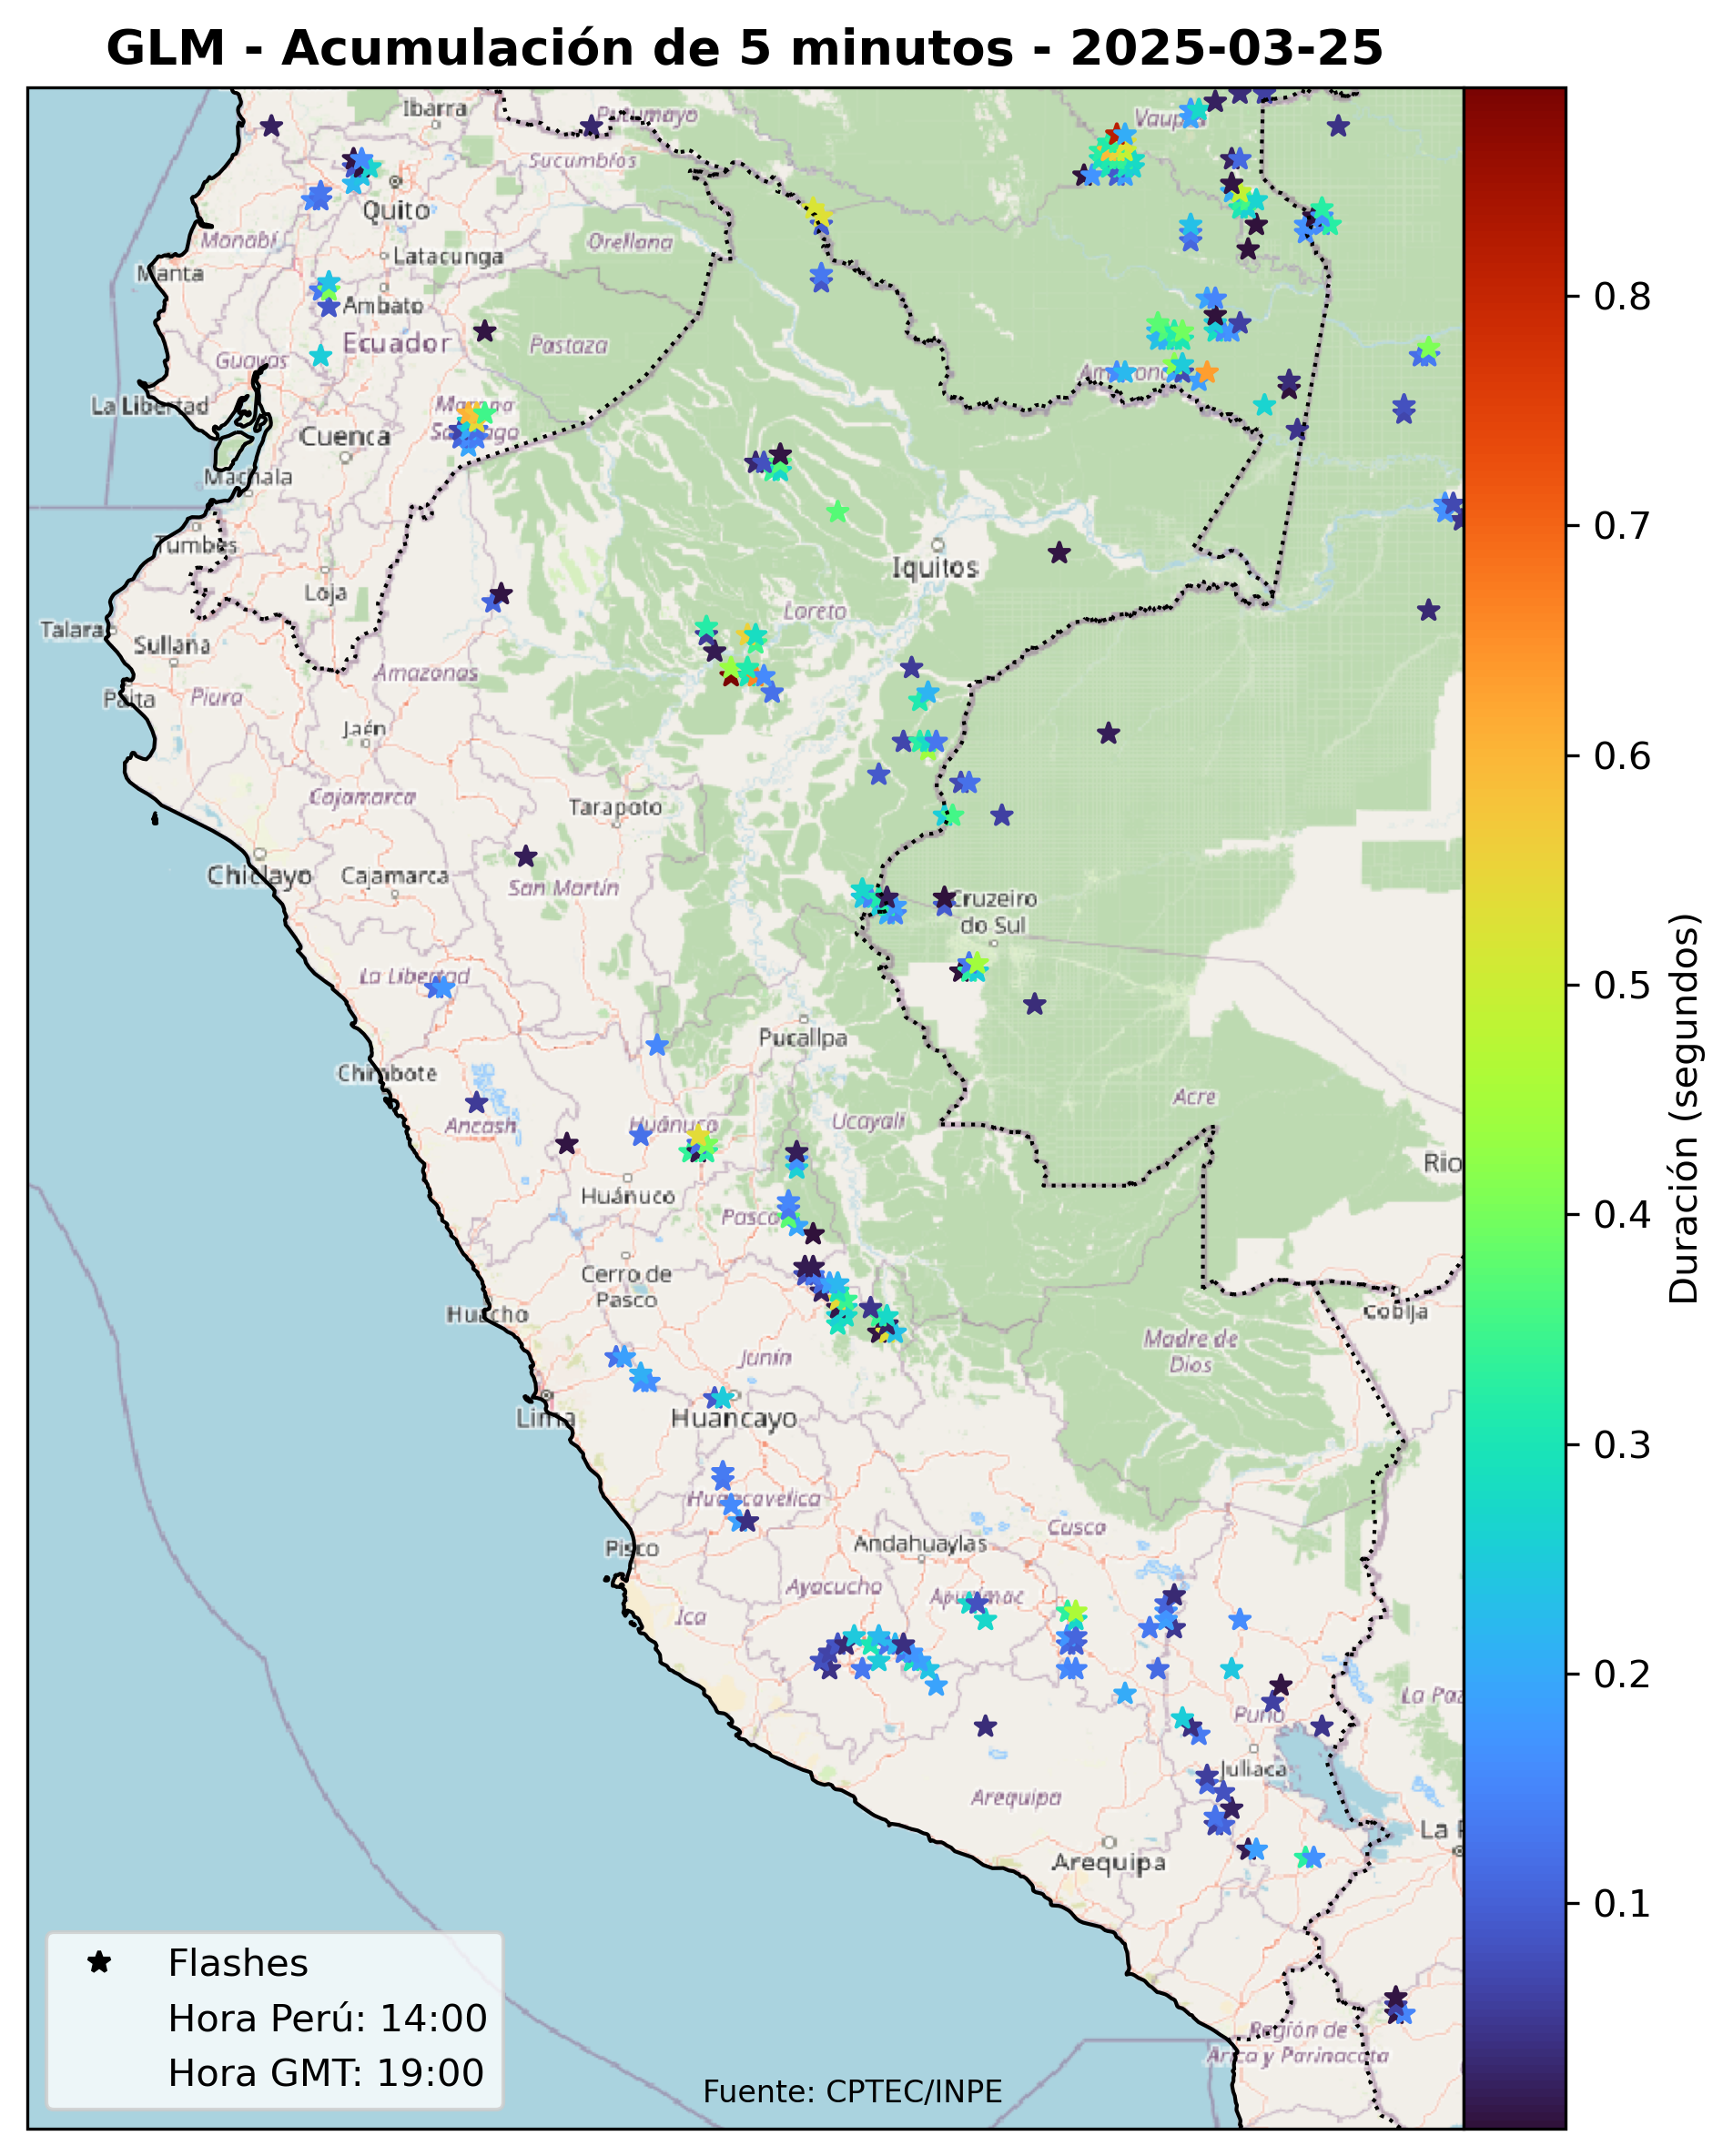 GLM - Acumulación de 5 minutos - 2025-03-25
Ibarra
Putumayo
Sucumbíos
Quito
Manabí
Orellana
Latacunga
Manta
Ambato
Ecuador
Pastaza
Guayas
La Libertad
Cuenca
Machala
Tumbes
Iquitos
Loja
Loreto
Talara
Sullana
Amazonas
Paita
Piura
Jaén
Cajamarca
Tarapoto
Chiclayo
Cajamarca
San Martín
Cruzeiro
do Sul
La Libertad
Pucallpa
Chimbote
Acre
Ancash
Huánuco
Ucayali
Rio
Huánuco
Pasco
Cerro de
Pasco
Huacho
Cobija
Madre de
Dios
Junín
Lima
Huancayo
Huancavelica
Cusco
Pisco
Andahuaylas
Ayacucho
Apurímac
Ica
La Paz
Puno
Juliaca
Arequipa
La P
Arequipa
Región de
Arica y Parinacota
Flashes
Hora Perú: 14:00
Hora GMT: 19:00
Fuente: CPTEC/INPE
0.8
0.7
0.6
0.5
0.4
0.3
0.2
0.1
Duración (segundos)